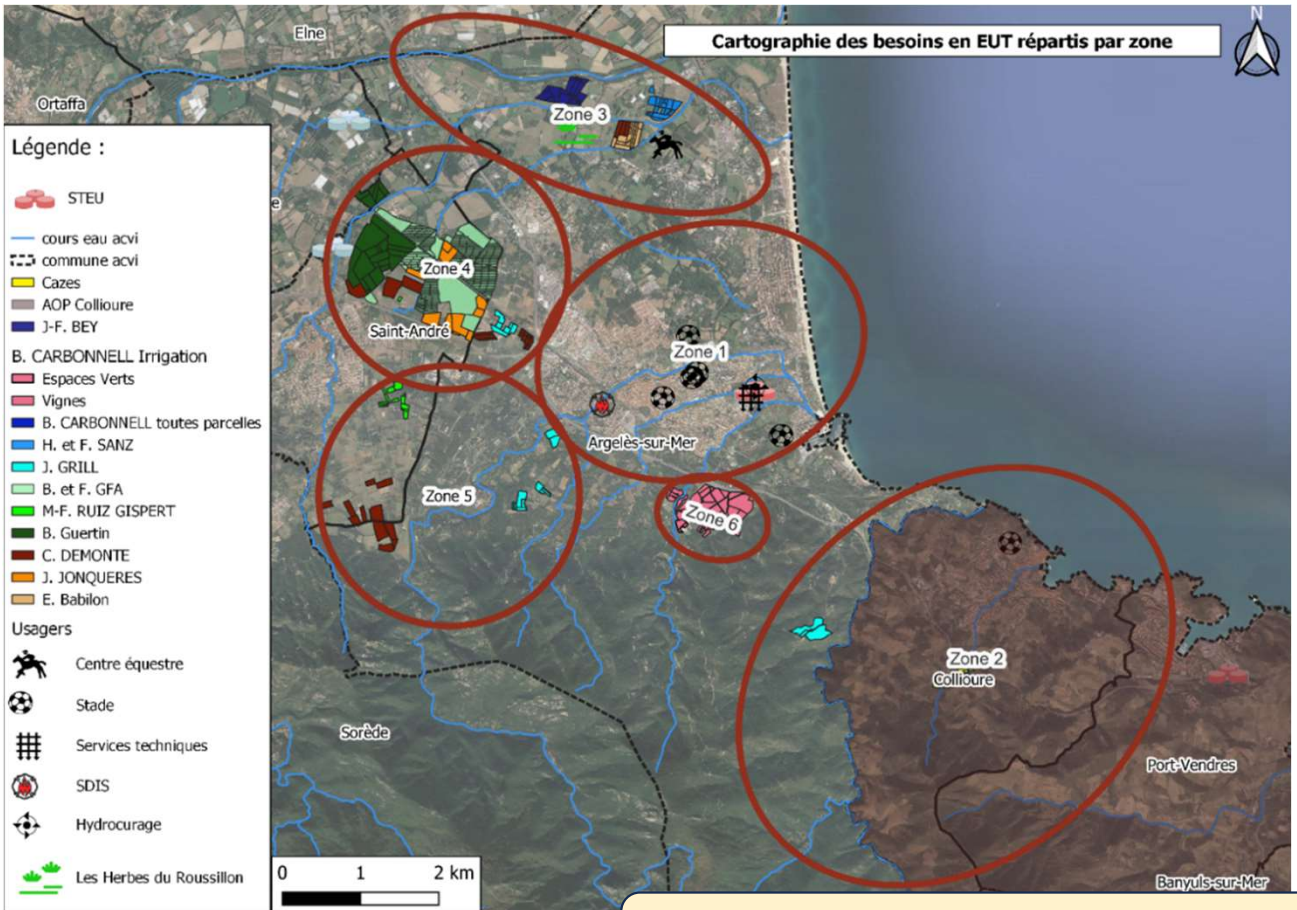 Cartographie des besoins en EUT répartis par zone
N
Elne
Ortaffa
Zone 3
Zone 4
Saint-André
Zone 1
Argelès-sur-Mer
Zone 5
Zone 6
Zone 2
Collioure
Sorède
Port-Vendres
Banyuls-sur-Mer
e
Légende :
STEU
cours eau acvi
commune acvi
Cazes
AOP Collioure
J-F. BEY
B. CARBONNELL Irrigation
Espaces Verts
Vignes
B. CARBONNELL toutes parcelles
H. et F. SANZ
J. GRILL
B. et F. GFA
M-F. RUIZ GISPERT
B. Guertin
C. DEMONTE
J. JONQUERES
E. Babilon
Usagers
Centre équestre
Stade
Services techniques
SDIS
Hydrocurage
Les Herbes du Roussillon
0 1 2 km